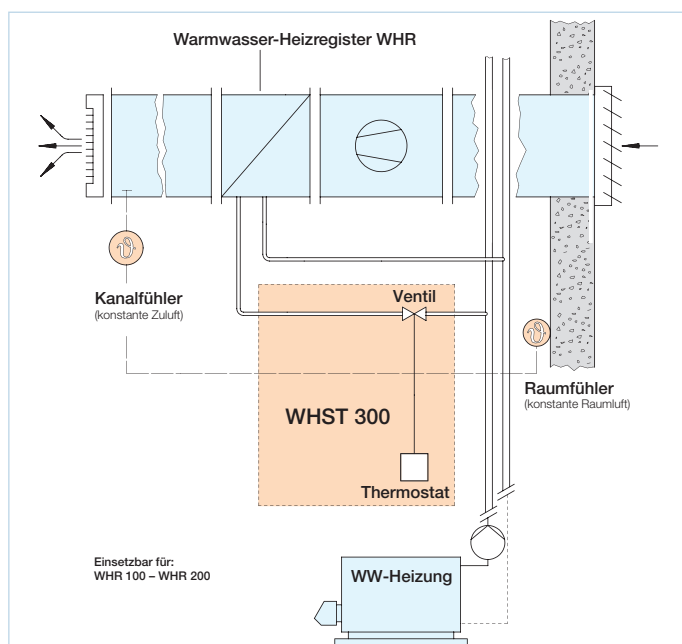 Warmwasser-Heizregister WHR
ϑ
Kanalfühler
(konstante Zuluft)
Ventil
ϑ
Raumfühler
(konstante Raumluft)
WHST 300
Thermostat
Einsetzbar für:
WHR 100 – WHR 200
WW-Heizung